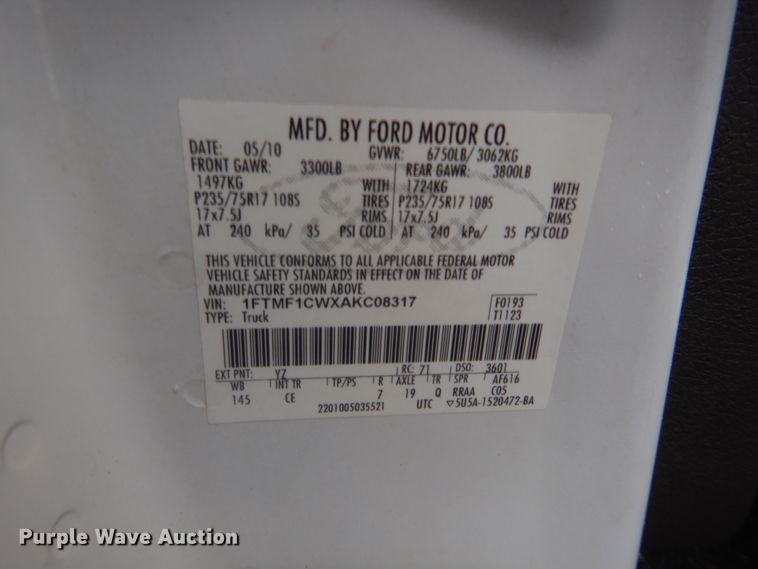 MFD. BY FORD MOTOR CO.
DATE: 05/10 GVWR: 6750LB/ 3062KG
FRONT GAWR: 3300LB REAR GAWR: 3800LB
1497KG WITH 1724KG WITH
P235/75R17 108S TIRES P235/75R17 108S TIRES
17x7.5J RIMS 17x7.5J RIMS
AT 240 kPa/ 35 PSI COLD AT 240 kPa/ 35 PSI COLD
THIS VEHICLE CONFORMS TO ALL APPLICABLE FEDERAL MOTOR
VEHICLE SAFETY STANDARDS IN EFFECT ON THE DATE OF
MANUFACTURE SHOWN ABOVE.
VIN: 1FTMF1CWXAKC08317 F0193
TYPE: Truck T1123
EXT PNT: YZ RC: 71 DSO: 3601
WB INT TR TP/PS R AXLE TR SPR AF616
145 CE 7 19 Q RRAA C05
2201005035521 UTC ▽5U5A-1520472-BA
Ford
Purple Wave Auction